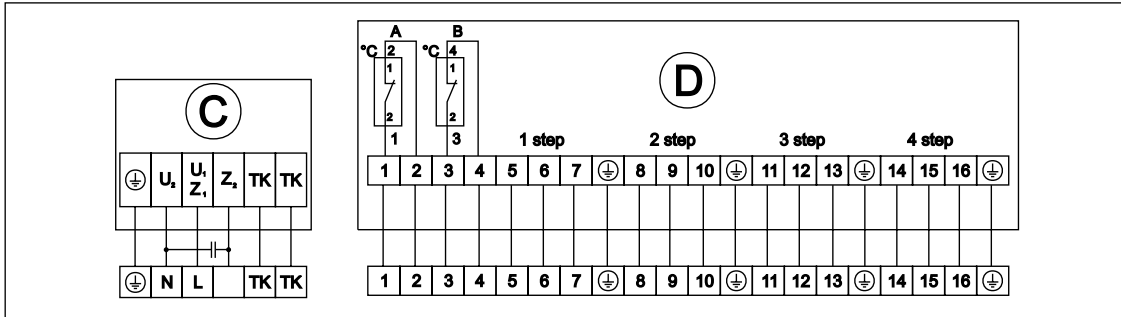 A B
°C 2 °C 4
1 1
2 2
1 3
C
D
1 step 2 step 3 step 4 step
U₂ U₁ Z₁ Z₂ TK TK
1 2 3 4 5 6 7 8 9 10 11 12 13 14 15 16
N L TK TK
1 2 3 4 5 6 7 8 9 10 11 12 13 14 15 16